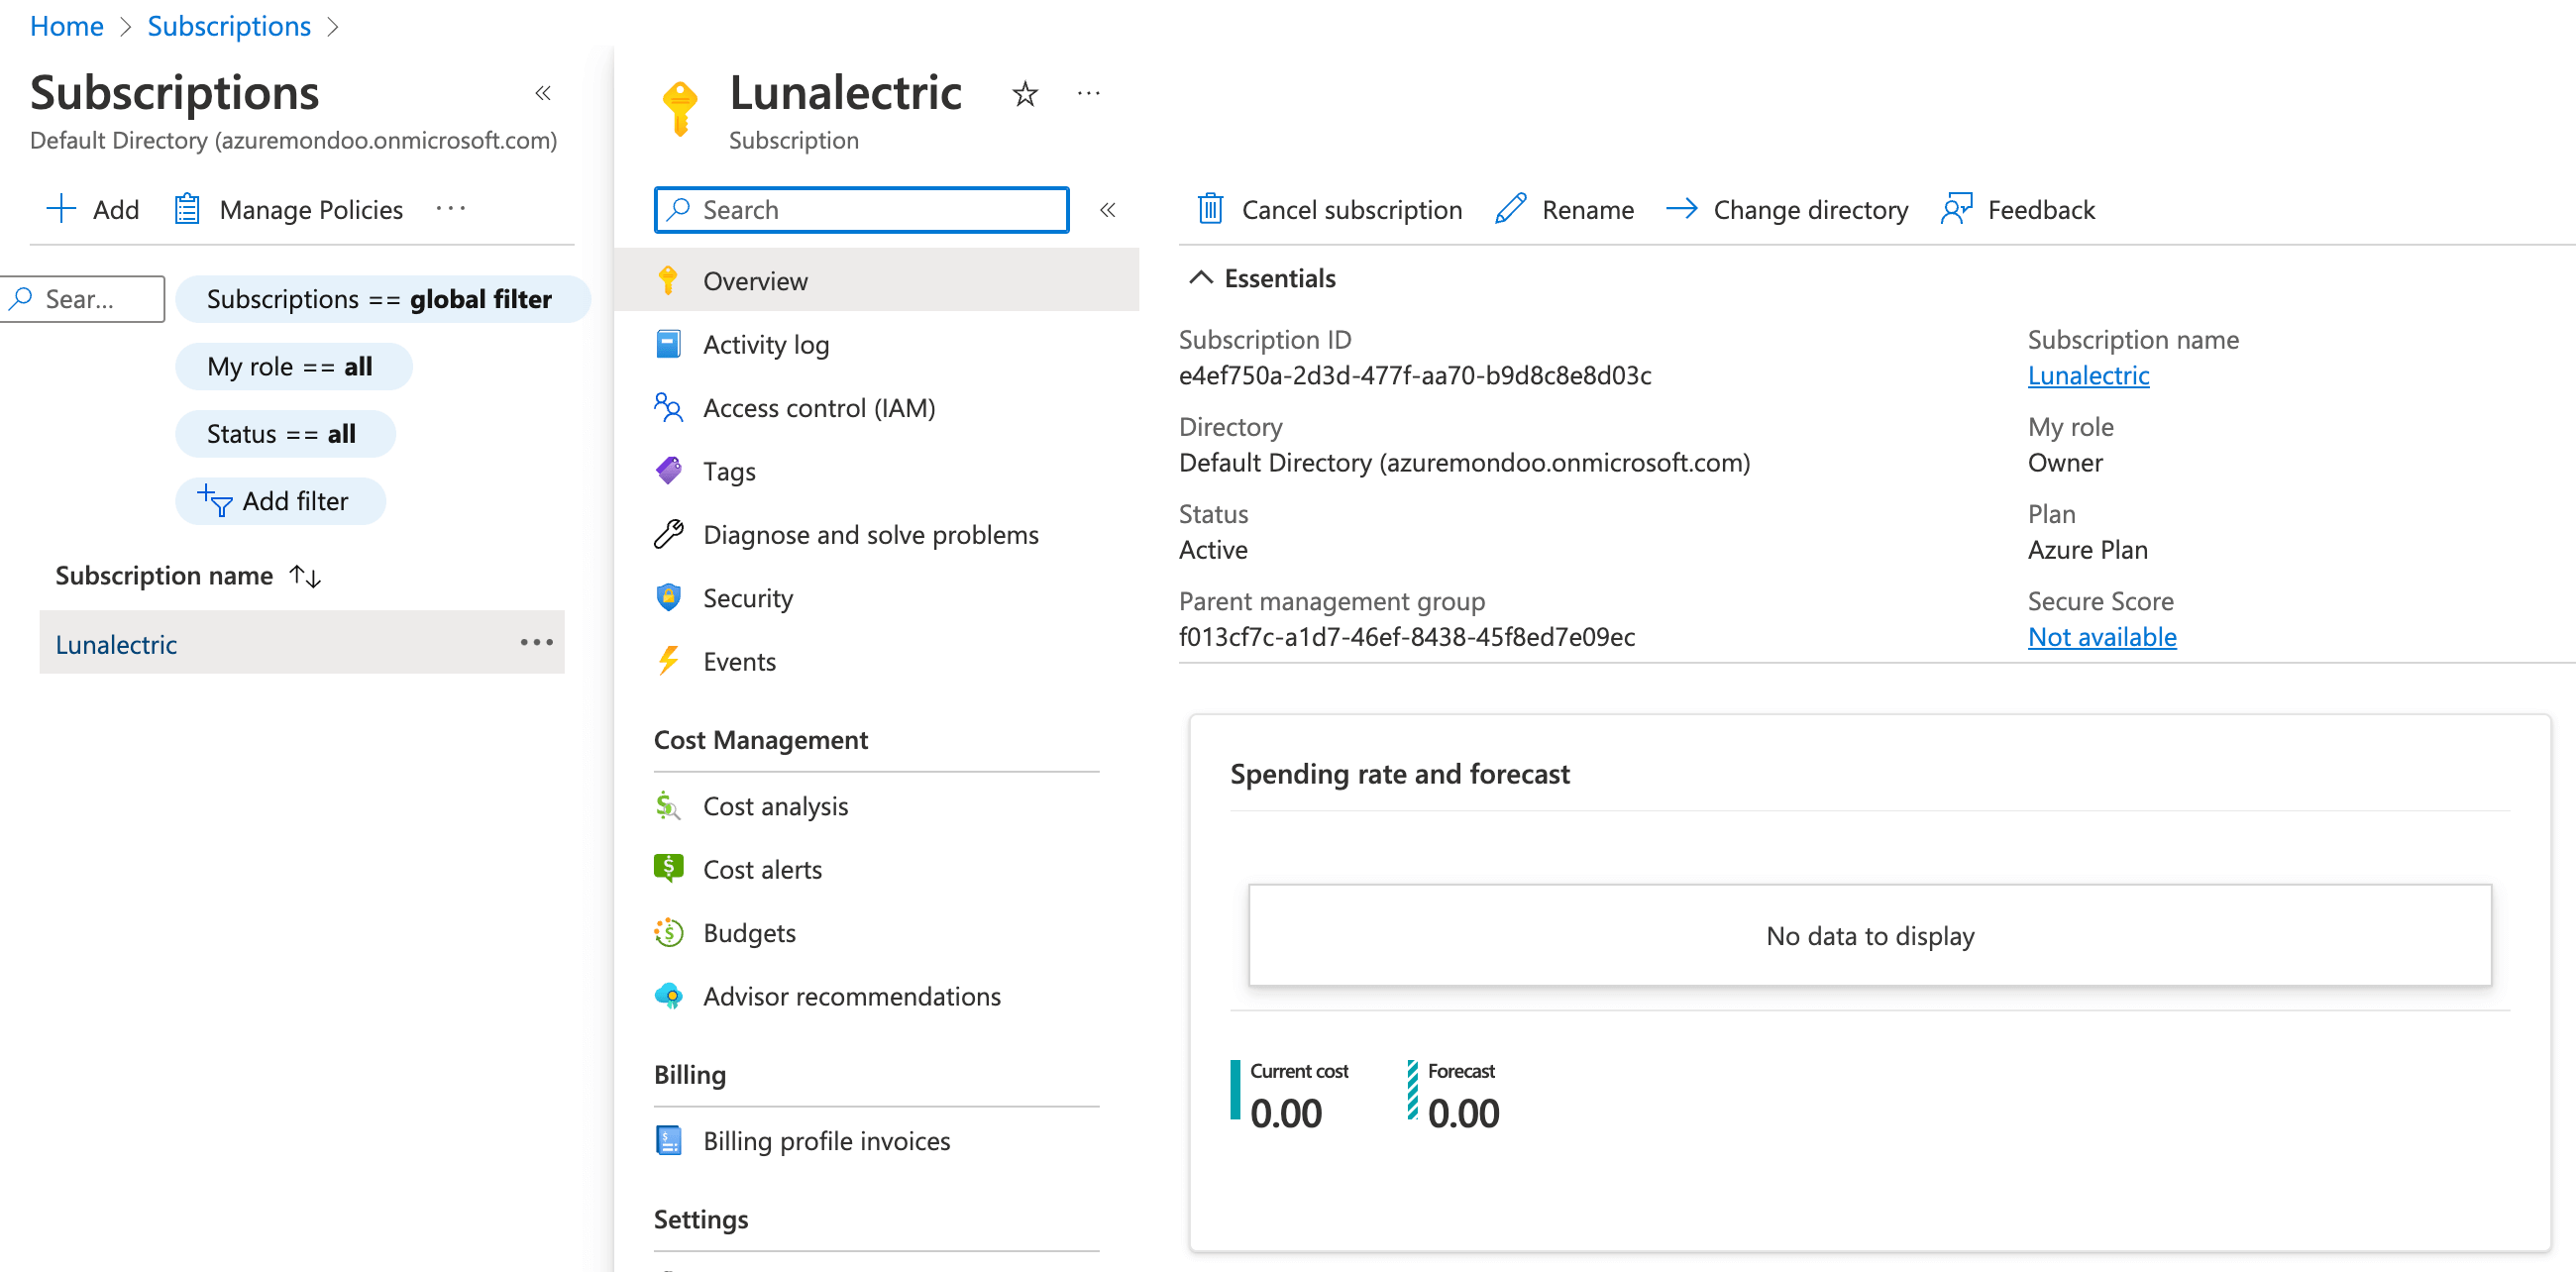 Home > Subscriptions >
Subscriptions «
Default Directory (azuremondoo.onmicrosoft.com)
+ Add Manage Policies ...
Sear... Subscriptions == global filter
My role == all
Status == all
Add filter
Subscription name ↑↓
Lunalectric ...
Lunalectric ...
Subscription
Search «
Overview
Activity log
Access control (IAM)
Tags
Diagnose and solve problems
Security
Events
Cost Management
Cost analysis
Cost alerts
Budgets
Advisor recommendations
Billing
Billing profile invoices
Settings
Cancel subscription Rename Change directory Feedback
Essentials
Subscription ID
e4ef750a-2d3d-477f-aa70-b9d8c8e8d03c
Directory
Default Directory (azuremondoo.onmicrosoft.com)
Status
Active
Parent management group
f013cf7c-a1d7-46ef-8438-45f8ed7e09ec
Subscription name
Lunalectric
My role
Owner
Plan
Azure Plan
Secure Score
Not available
Spending rate and forecast
No data to display
Current cost
0.00
Forecast
0.00